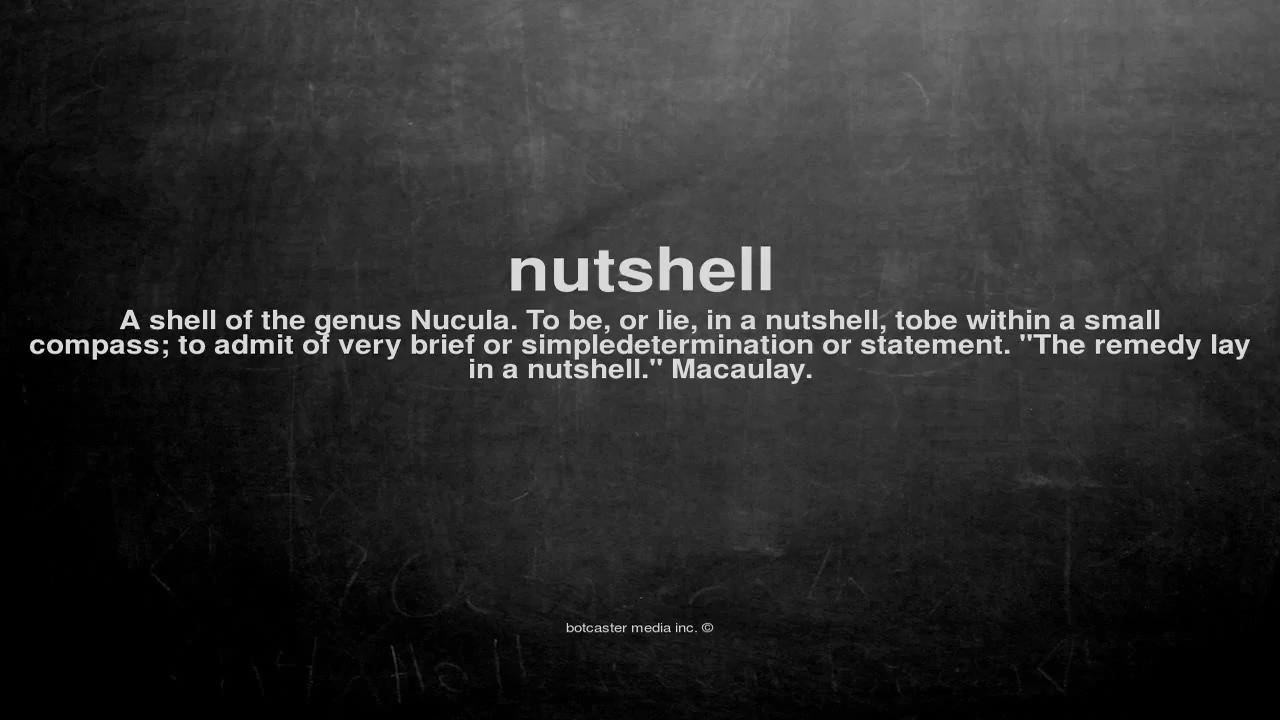 nutshell
A shell of the genus Nucula. To be, or lie, in a nutshell, tobe within a small
compass; to admit of very brief or simpledetermination or statement. "The remedy lay
in a nutshell." Macaulay.
botcaster media inc. ©